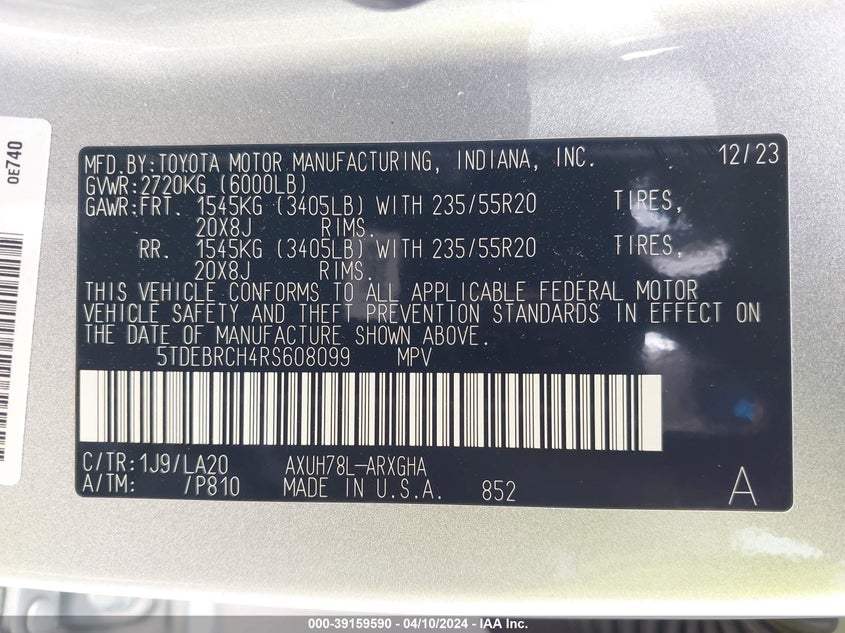 0E740
MFD.BY:TOYOTA MOTOR MANUFACTURING, INDIANA, INC. 12/23
GVWR:2720KG (6000LB)
GAWR:FRT. 1545KG (3405LB) WITH 235/55R20 TIRES,
20X8J RIMS.
RR. 1545KG (3405LB) WITH 235/55R20 TIRES,
20X8J RIMS.
THIS VEHICLE CONFORMS TO ALL APPLICABLE FEDERAL MOTOR
VEHICLE SAFETY AND THEFT PREVENTION STANDARDS IN EFFECT ON
THE DATE OF MANUFACTURE SHOWN ABOVE.
5TDEBRCH4RS608099 MPV
C/TR:1J9/LA20 AXUH78L-ARXGHA
A/TM: /P810 MADE IN U.S.A. 852 A
000-39159590 - 04/10/2024 - IAA Inc.